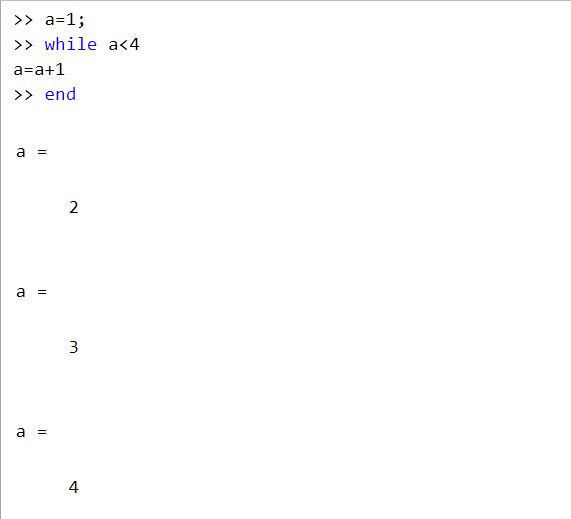 >> a=1;
>> while a<4
a=a+1
>> end
a =
2
a =
3
a =
4